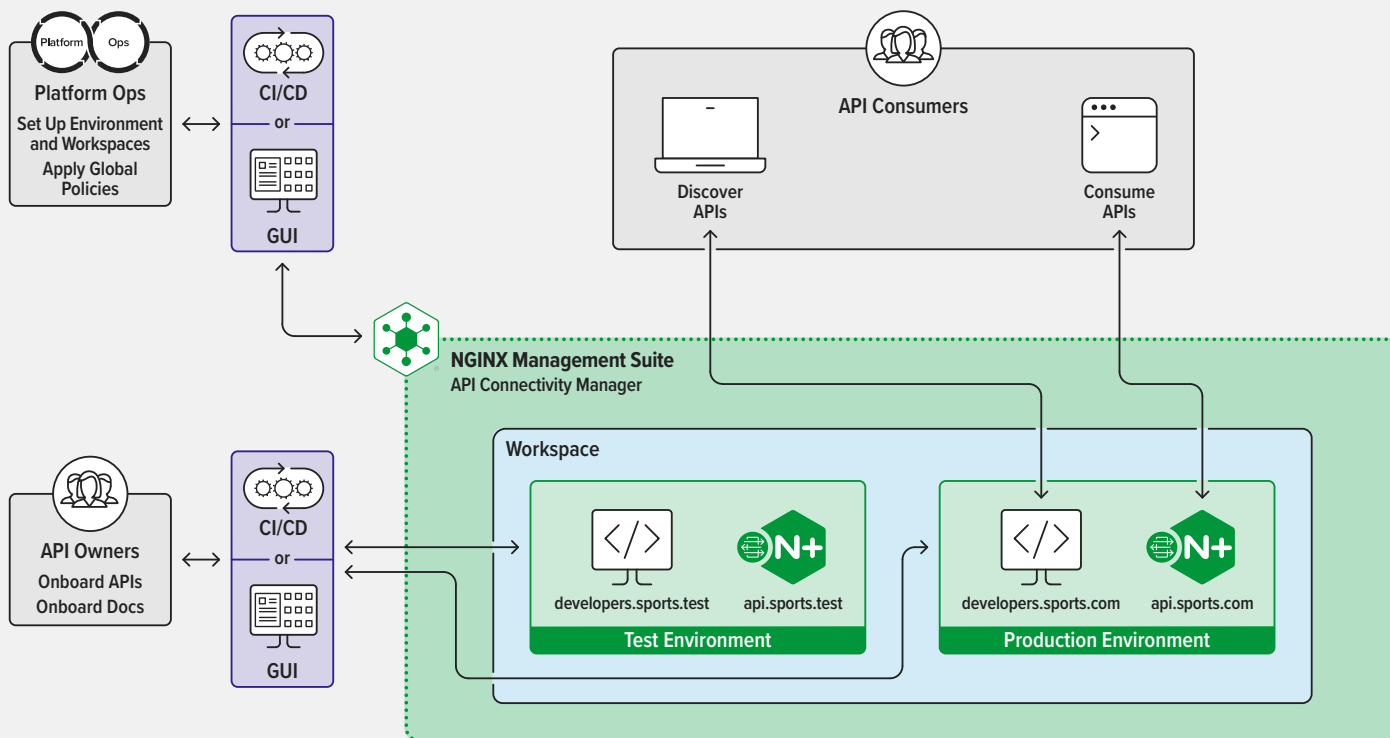 Platform
Ops
Platform Ops
Set Up Environment
and Workspaces
Apply Global
Policies
CI/CD
or
GUI
API Consumers
Discover
APIs
Consume
APIs
NGINX Management Suite
API Connectivity Manager
API Owners
Onboard APIs
Onboard Docs
CI/CD
or
GUI
Workspace
developers.sports.test
N+
api.sports.test
Test Environment
developers.sports.com
N+
api.sports.com
Production Environment